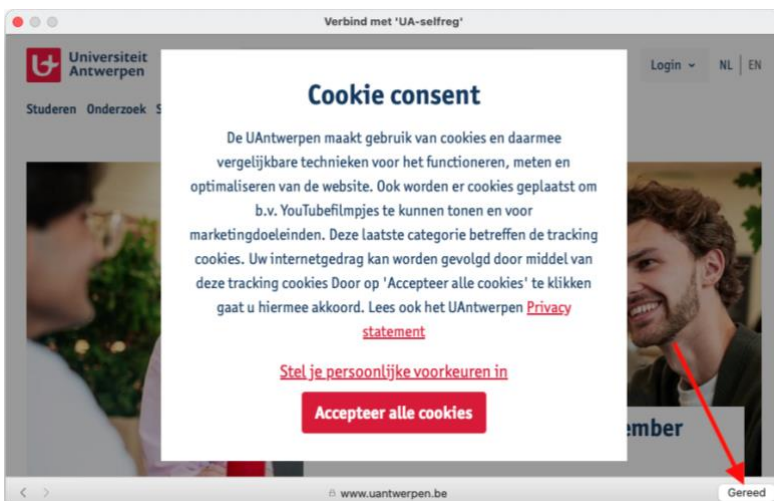 Verbind met 'UA-selfreg'
Universiteit
Antwerpen
Login
NL | EN
Studeren Onderzoek S
Cookie consent
De UAntwerpen maakt gebruik van cookies en daarmee
vergelijkbare technieken voor het functioneren, meten en
optimaliseren van de website. Ook worden er cookies geplaatst om
b.v. YouTubefilmpjes te kunnen tonen en voor
marketingdoeleinden. Deze laatste categorie betreffen de tracking
cookies. Uw internetgedrag kan worden gevolgd door middel van
deze tracking cookies Door op 'Accepteer alle cookies' te klikken
gaat u hiermee akkoord. Lees ook het UAntwerpen Privacy
statement
Stel je persoonlijke voorkeuren in
Accepteer alle cookies
ember
www.uantwerpen.be
Gereed